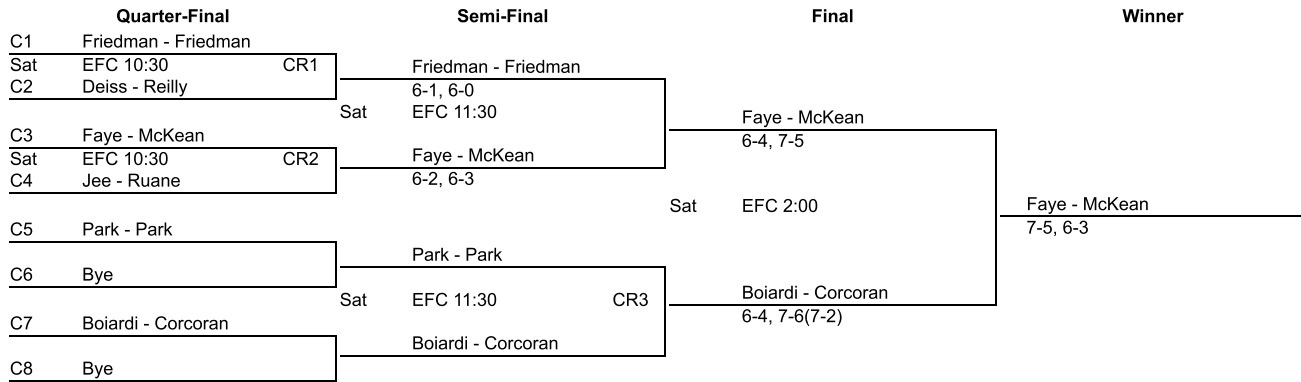 Quarter-Final Semi-Final Final Winner
C1 Friedman - Friedman
Sat EFC 10:30 CR1
C2 Deiss - Reilly
Friedman - Friedman
6-1, 6-0
Sat EFC 11:30
C3 Faye - McKean
Sat EFC 10:30 CR2
C4 Jee - Ruane
Faye - McKean
6-2, 6-3
Faye - McKean
6-4, 7-5
Sat EFC 2:00
Faye - McKean
7-5, 6-3
C5 Park - Park
C6 Bye
Park - Park
Sat EFC 11:30 CR3
C7 Boiardi - Corcoran
C8 Bye
Boiardi - Corcoran
Boiardi - Corcoran
6-4, 7-6(7-2)